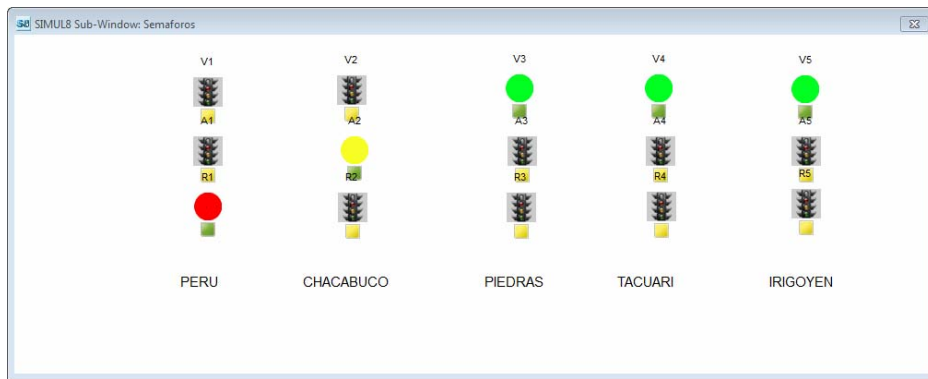 S8 SIMUL8 Sub-Window: Semaforos
V1 V2 V3 V4 V5
A1 A2 A3 A4 A5
R1 R2 R3 R4 R5
PERU CHACABUCO PIEDRAS TACUARI IRIGOYEN